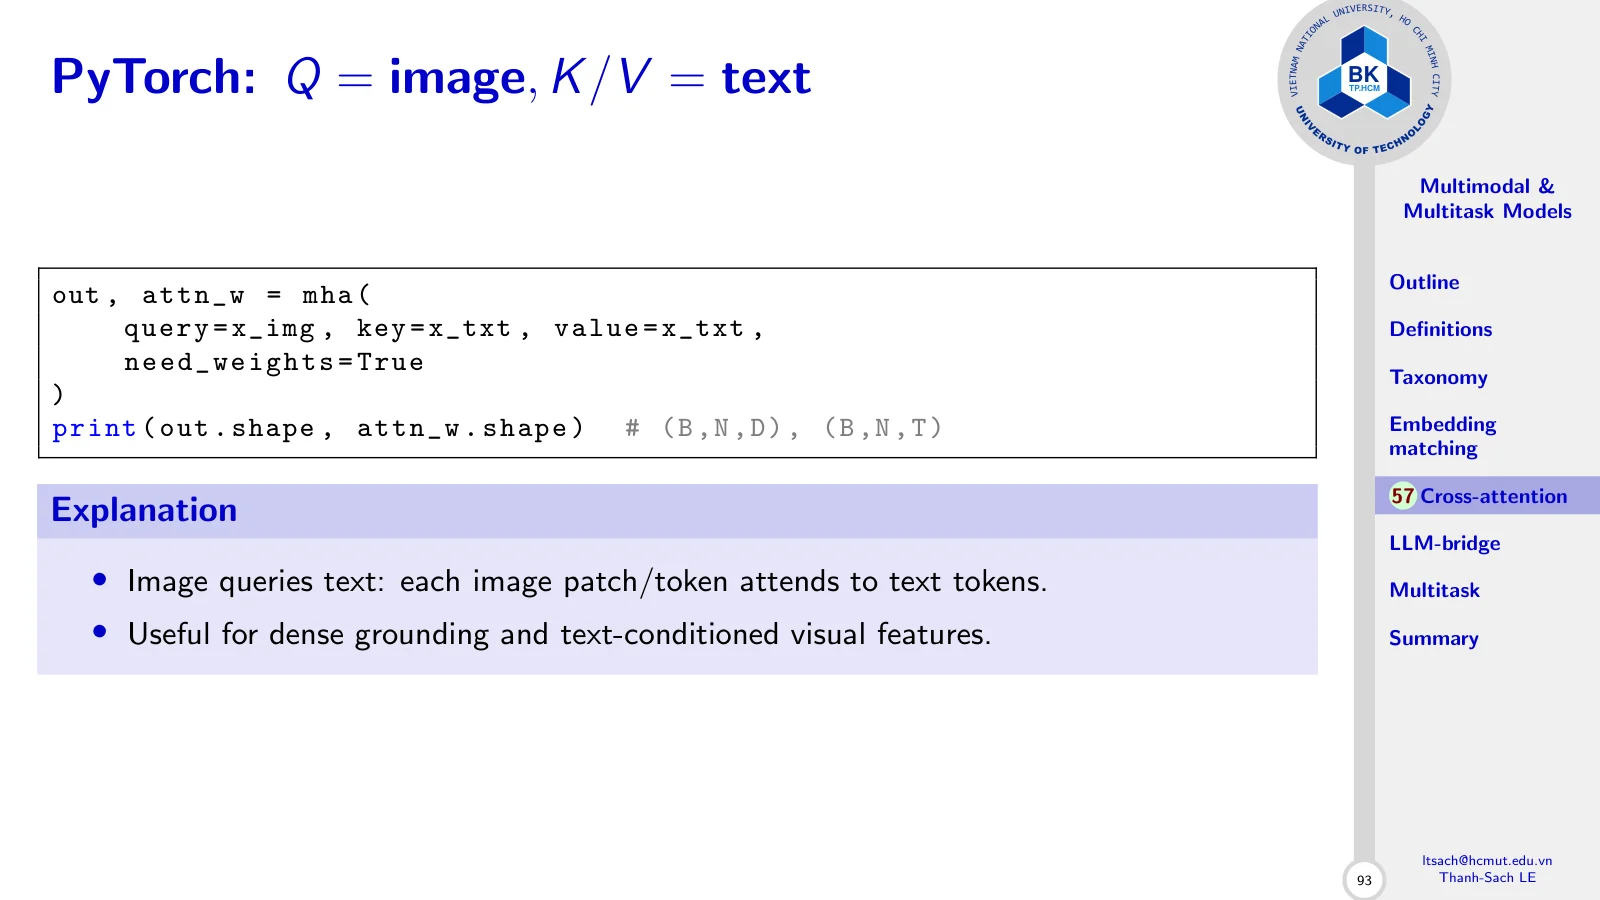 PyTorch: Q = image, K/V = text
out, attn_w = mha(
    query=x_img, key=x_txt, value=x_txt,
    need_weights=True
)
print(out.shape, attn_w.shape)  # (B,N,D), (B,N,T)
Explanation
• Image queries text: each image patch/token attends to text tokens.
• Useful for dense grounding and text-conditioned visual features.
VIETNAM NATIONAL UNIVERSITY, HO CHI MINH CITY
BK
TP.HCM
UNIVERSITY OF TECHNOLOGY
Multimodal &
Multitask Models
Outline
Definitions
Taxonomy
Embedding
matching
57 Cross-attention
LLM-bridge
Multitask
Summary
ltsach@hcmut.edu.vn
Thanh-Sach LE
93